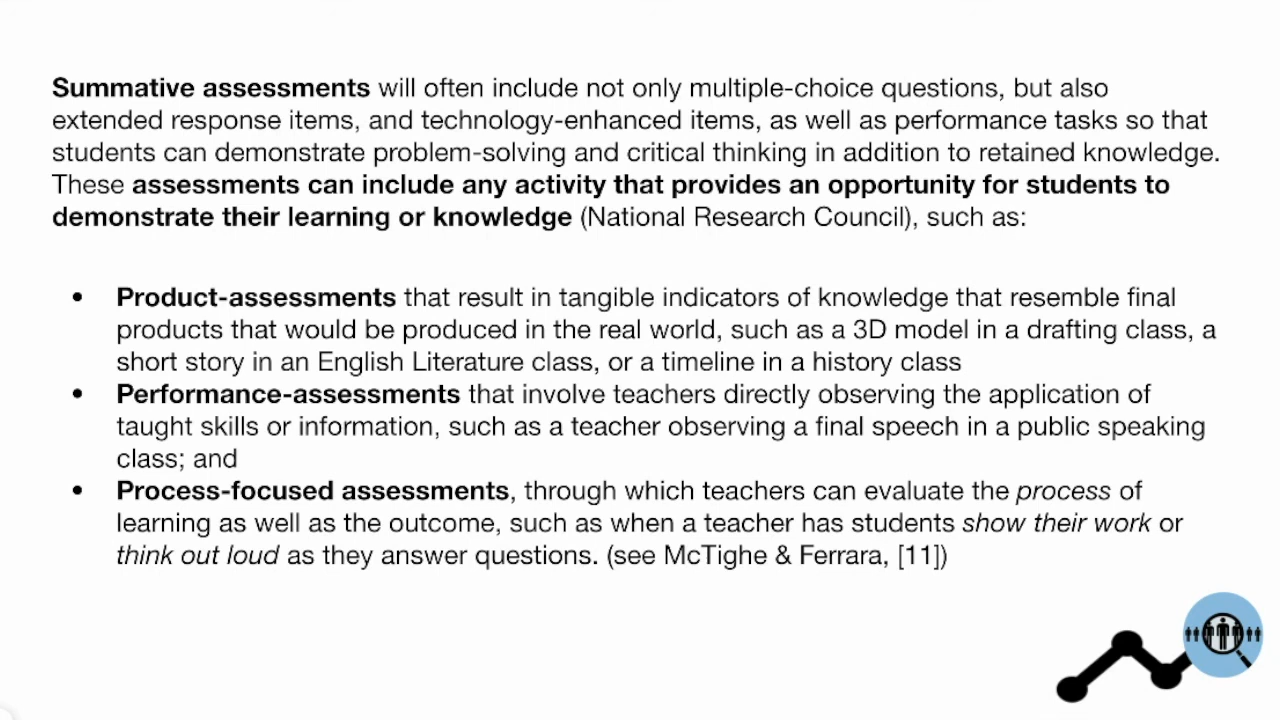 Summative assessments will often include not only multiple-choice questions, but also
extended response items, and technology-enhanced items, as well as performance tasks so that
students can demonstrate problem-solving and critical thinking in addition to retained knowledge.
These assessments can include any activity that provides an opportunity for students to
demonstrate their learning or knowledge (National Research Council), such as:
• Product-assessments that result in tangible indicators of knowledge that resemble final
products that would be produced in the real world, such as a 3D model in a drafting class, a
short story in an English Literature class, or a timeline in a history class
• Performance-assessments that involve teachers directly observing the application of
taught skills or information, such as a teacher observing a final speech in a public speaking
class; and
• Process-focused assessments, through which teachers can evaluate the process of
learning as well as the outcome, such as when a teacher has students show their work or
think out loud as they answer questions. (see McTighe & Ferrara, [11])